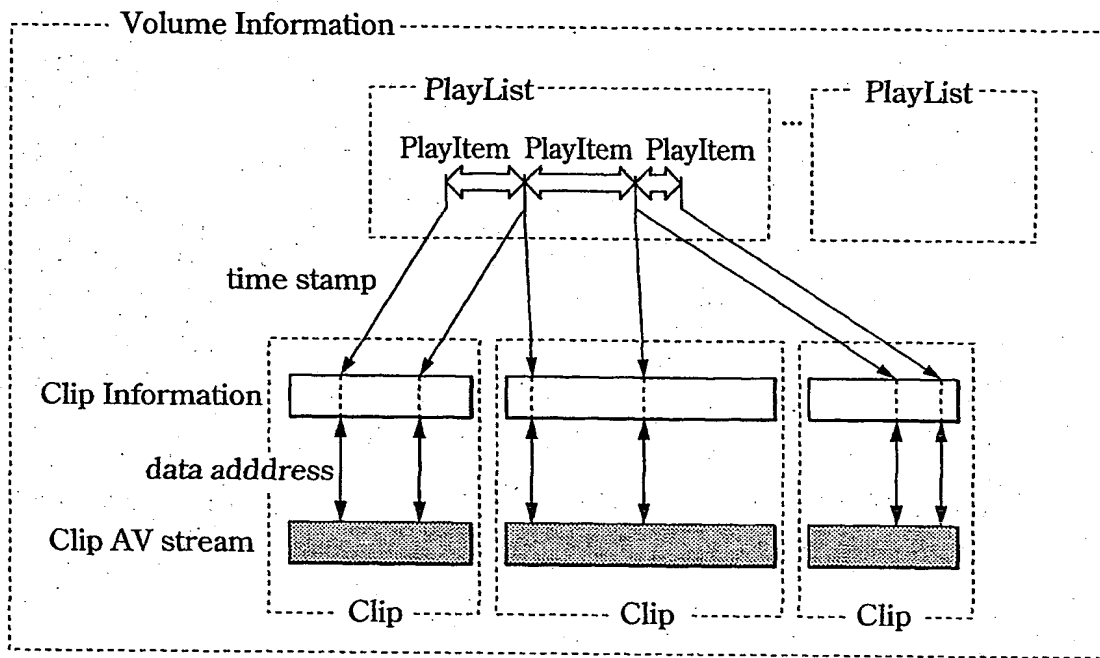 Volume Information
PlayList
PlayList
...
PlayItem PlayItem PlayItem
time stamp
Clip Information
data adddress
Clip AV stream
Clip
Clip
Clip